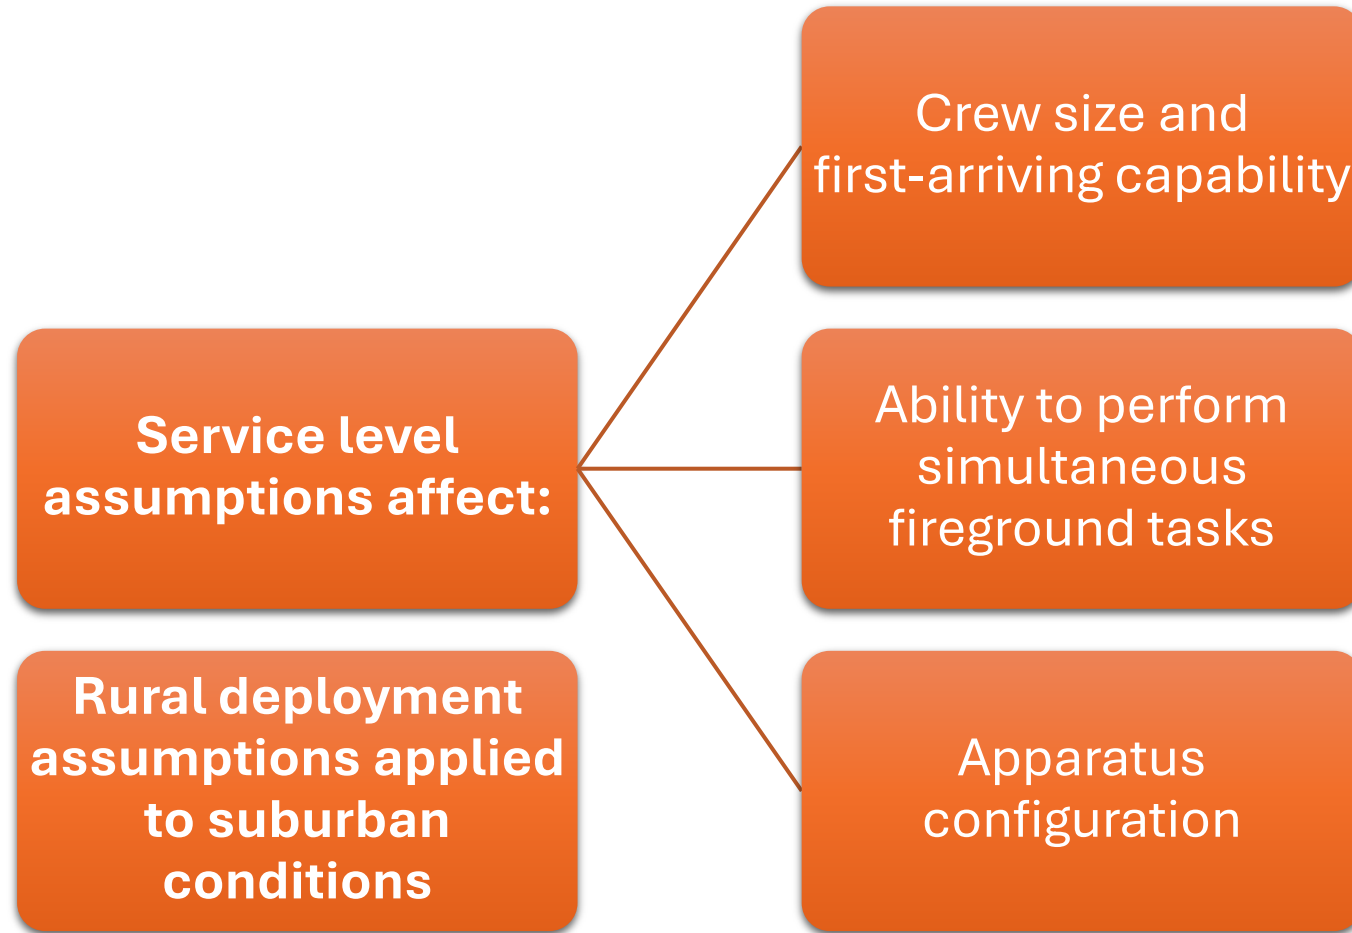 Service level
assumptions affect:
Crew size and
first-arriving capability
Ability to perform
simultaneous
fireground tasks
Apparatus
configuration
Rural deployment
assumptions applied
to suburban
conditions